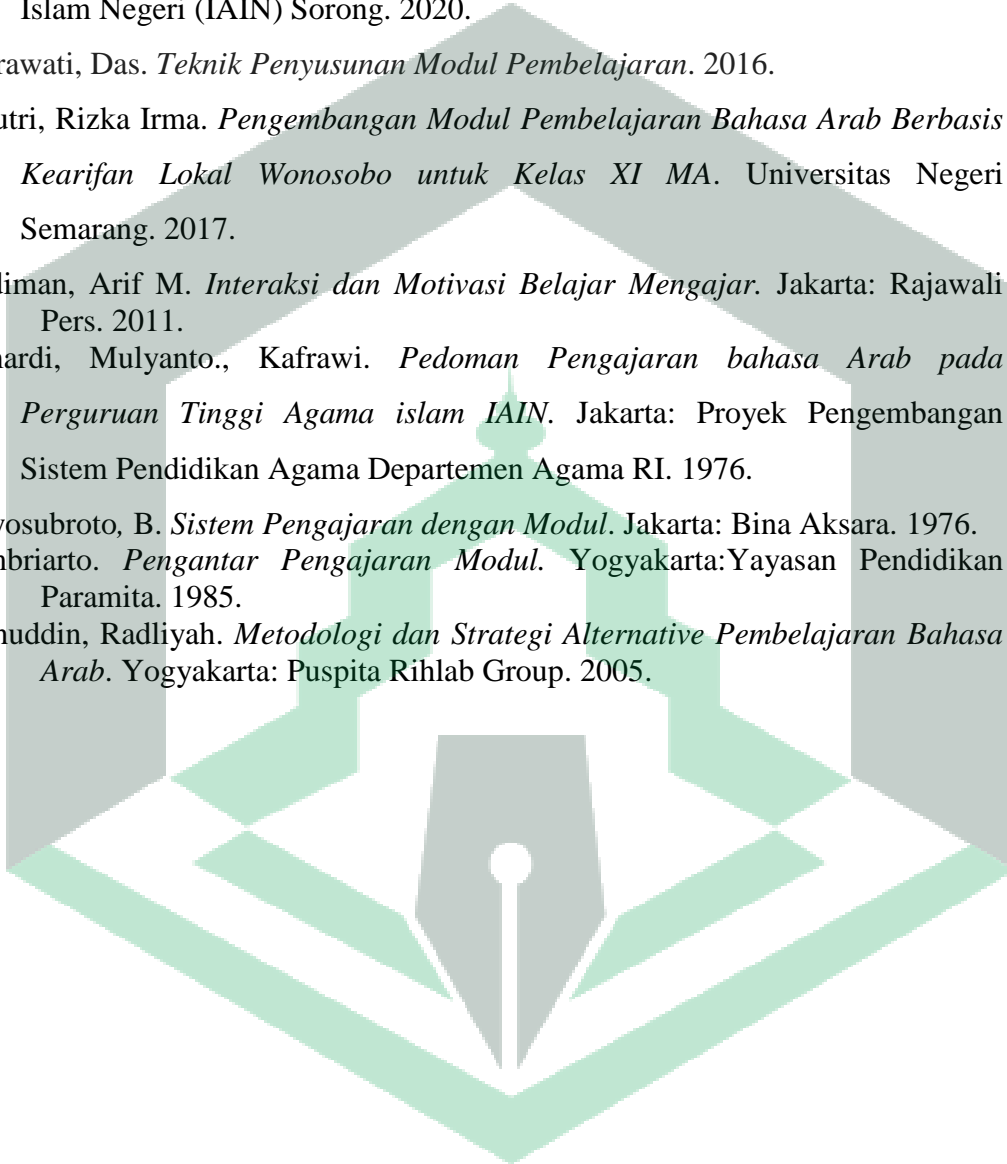 Islam Negeri (IAIN) Sorong. 2020.
rawati, Das. Teknik Penyusunan Modul Pembelajaran. 2016.
utri, Rizka Irma. Pengembangan Modul Pembelajaran Bahasa Arab Berbasis
Kearifan Lokal Wonosobo untuk Kelas XI MA. Universitas Negeri
Semarang. 2017.
diman, Arif M. Interaksi dan Motivasi Belajar Mengajar. Jakarta: Rajawali
Pers. 2011.
nardi, Mulyanto., Kafrawi. Pedoman Pengajaran bahasa Arab pada
Perguruan Tinggi Agama islam IAIN. Jakarta: Proyek Pengembangan
Sistem Pendidikan Agama Departemen Agama RI. 1976.
yosubroto, B. Sistem Pengajaran dengan Modul. Jakarta: Bina Aksara. 1976.
mbriarto. Pengantar Pengajaran Modul. Yogyakarta:Yayasan Pendidikan
Paramita. 1985.
nuddin, Radliyah. Metodologi dan Strategi Alternative Pembelajaran Bahasa
Arab. Yogyakarta: Puspita Rihlab Group. 2005.